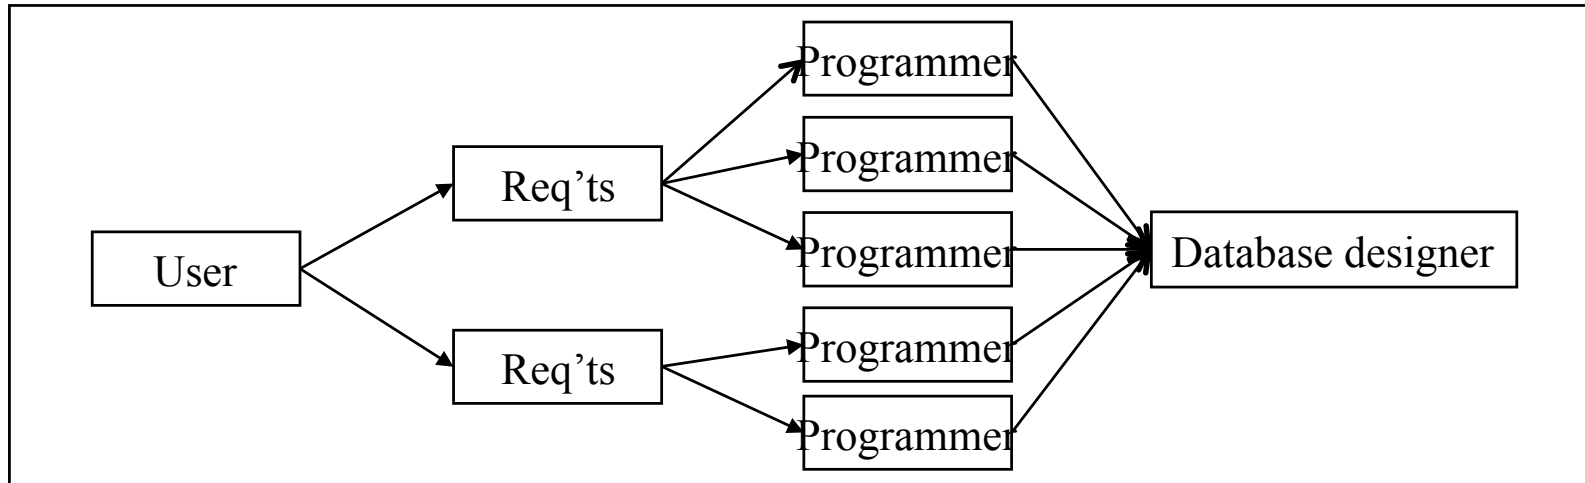 User
Req’ts
Req’ts
Programmer
Programmer
Programmer
Programmer
Programmer
Database designer